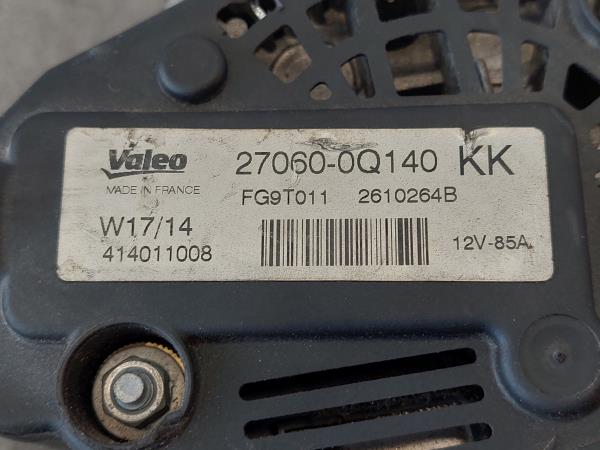 Valeo 27060-0Q140 KK
MADE IN FRANCE FG9T011 2610264B
W17/14
414011008 12V-85A